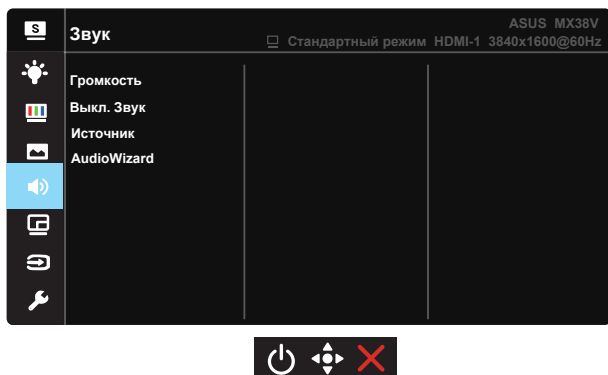 S
Звук
ASUS MX38V
Стандартный режим HDMI-1 3840x1600@60Hz
Громкость
Выкл. Звук
Источник
AudioWizard